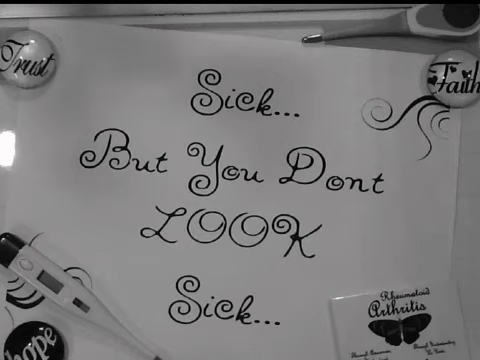 Trust
Faith
Sick...
But You Dont
LOOK
Sick...
hope
Rheumatoid
Arthritis